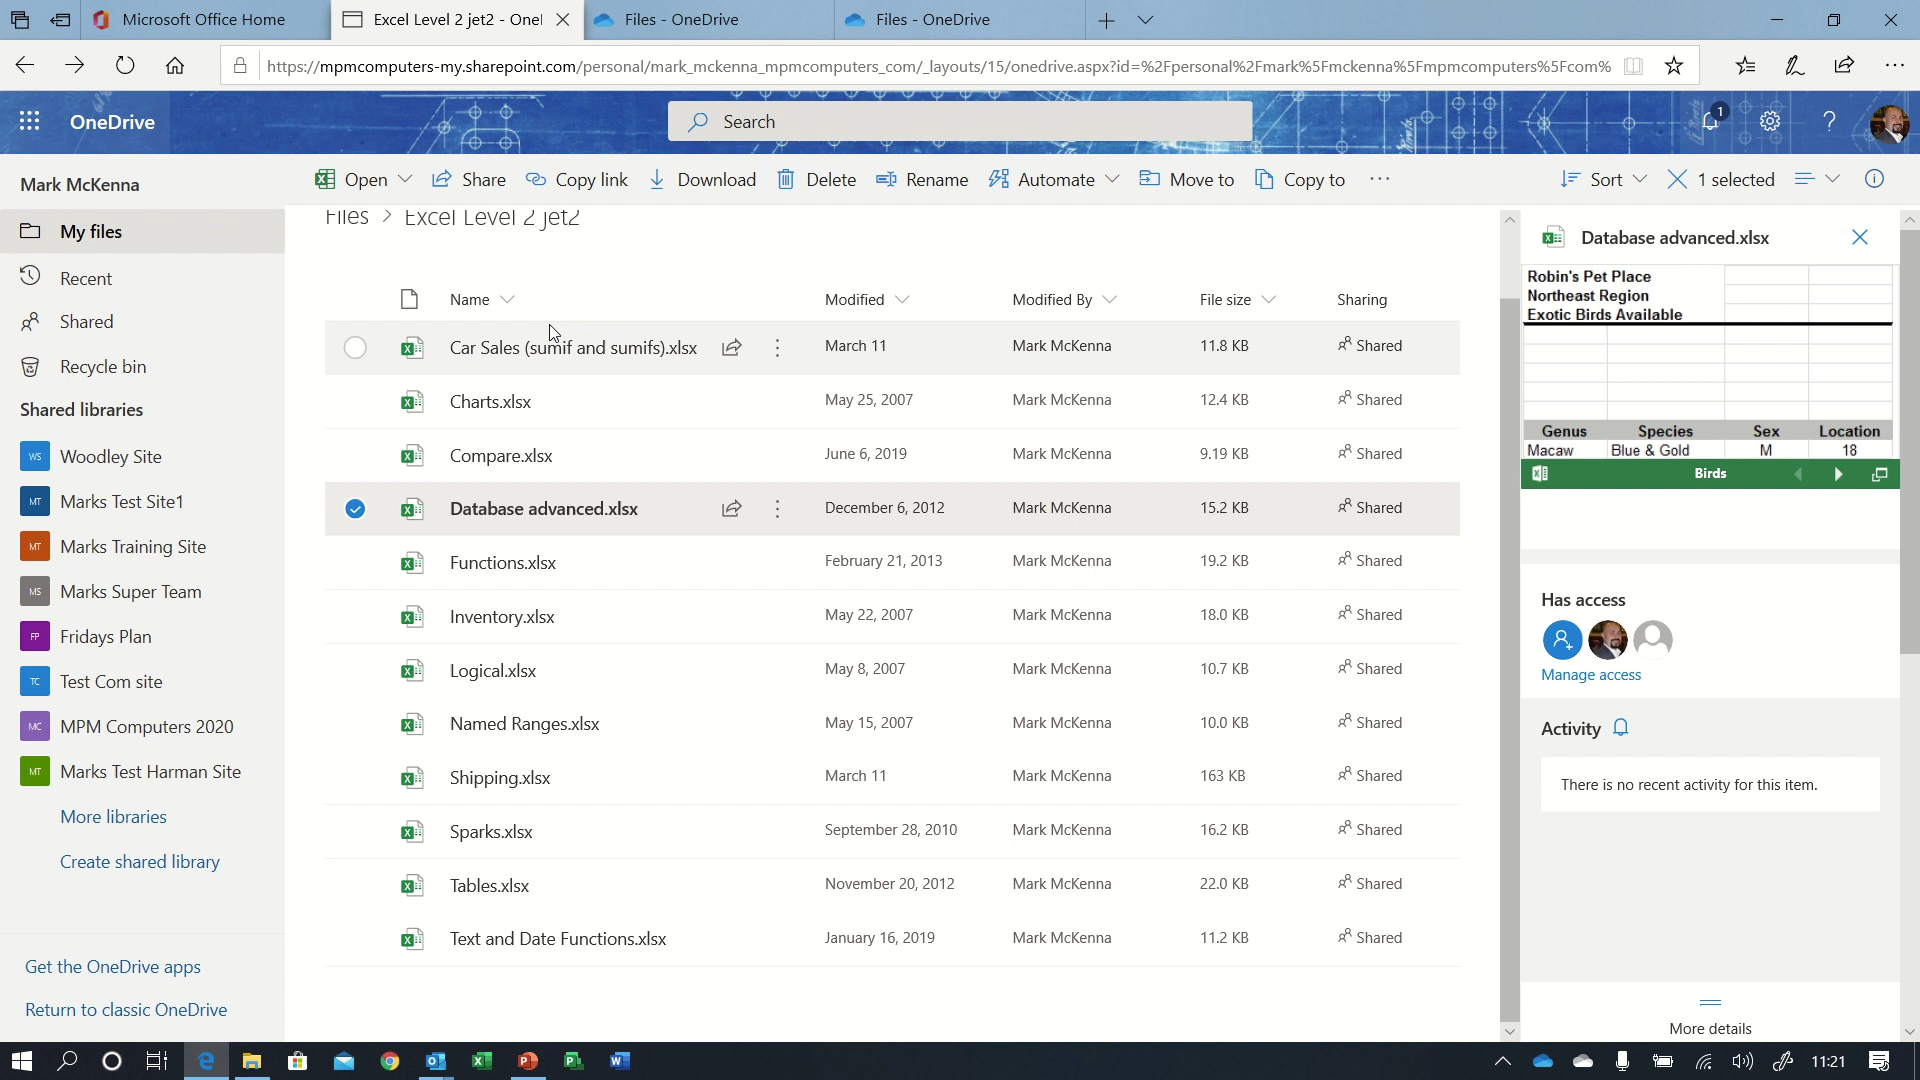 Microsoft Office Home
Excel Level 2 jet2 - OneI
Files - OneDrive
Files - OneDrive
https://mpmcomputers-my.sharepoint.com/personal/mark_mckenna_mpmcomputers_com/_layouts/15/onedrive.aspx?id=%2Fpersonal%2Fmark%5Fmckenna%5Fmpmcomputers%5Fcom%
OneDrive
Search
1
Mark McKenna
Open
Share
Copy link
Download
Delete
Rename
Automate
Move to
Copy to
Sort
1 selected
My files
Recent
Shared
Recycle bin
Shared libraries
WS Woodley Site
MT Marks Test Site1
MT Marks Training Site
MS Marks Super Team
FP Fridays Plan
TC Test Com site
MC MPM Computers 2020
MT Marks Test Harman Site
More libraries
Create shared library
Get the OneDrive apps
Return to classic OneDrive
Files > Excel Level 2 jet2
Name Modified Modified By File size Sharing
Car Sales (sumif and sumifs).xlsx March 11 Mark McKenna 11.8 KB Shared
Charts.xlsx May 25, 2007 Mark McKenna 12.4 KB Shared
Compare.xlsx June 6, 2019 Mark McKenna 9.19 KB Shared
Database advanced.xlsx December 6, 2012 Mark McKenna 15.2 KB Shared
Functions.xlsx February 21, 2013 Mark McKenna 19.2 KB Shared
Inventory.xlsx May 22, 2007 Mark McKenna 18.0 KB Shared
Logical.xlsx May 8, 2007 Mark McKenna 10.7 KB Shared
Named Ranges.xlsx May 15, 2007 Mark McKenna 10.0 KB Shared
Shipping.xlsx March 11 Mark McKenna 163 KB Shared
Sparks.xlsx September 28, 2010 Mark McKenna 16.2 KB Shared
Tables.xlsx November 20, 2012 Mark McKenna 22.0 KB Shared
Text and Date Functions.xlsx January 16, 2019 Mark McKenna 11.2 KB Shared
Database advanced.xlsx
Robin's Pet Place
Northeast Region
Exotic Birds Available
Genus Species Sex Location
Macaw Blue & Gold M 18
Birds
Has access
Manage access
Activity
There is no recent activity for this item.
More details
11:21